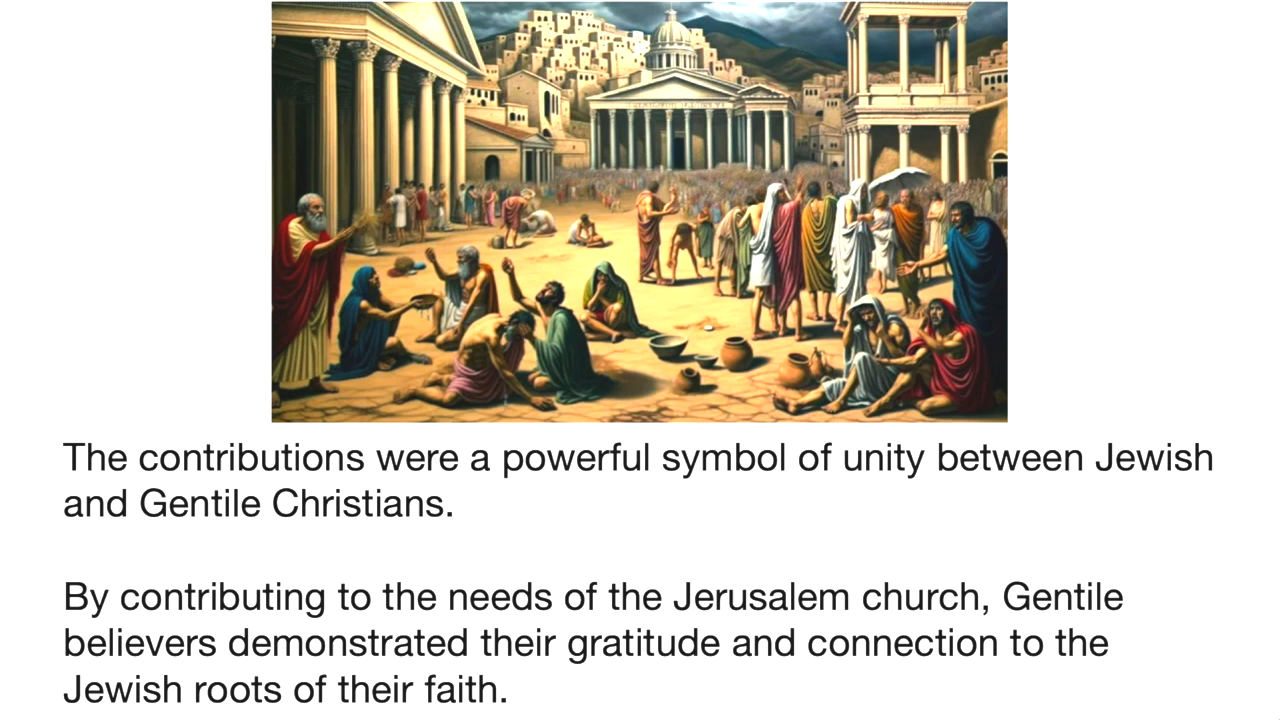 The contributions were a powerful symbol of unity between Jewish
and Gentile Christians.
By contributing to the needs of the Jerusalem church, Gentile
believers demonstrated their gratitude and connection to the
Jewish roots of their faith.